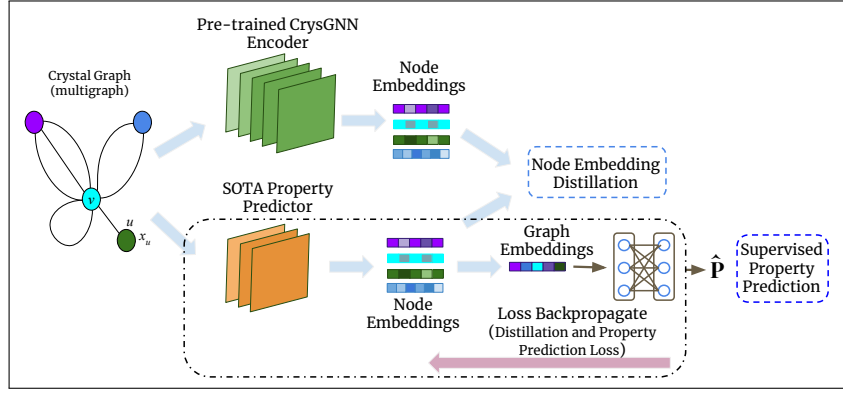 Pre-trained CrysGNN
Encoder
Crystal Graph
(multigraph)
Node
Embeddings
v
u
x_u
Node Embedding
Distillation
SOTA Property
Predictor
Node
Embeddings
Graph
Embeddings
P̂
Supervised
Property
Prediction
Loss Backpropagate
(Distillation and Property
Prediction Loss)